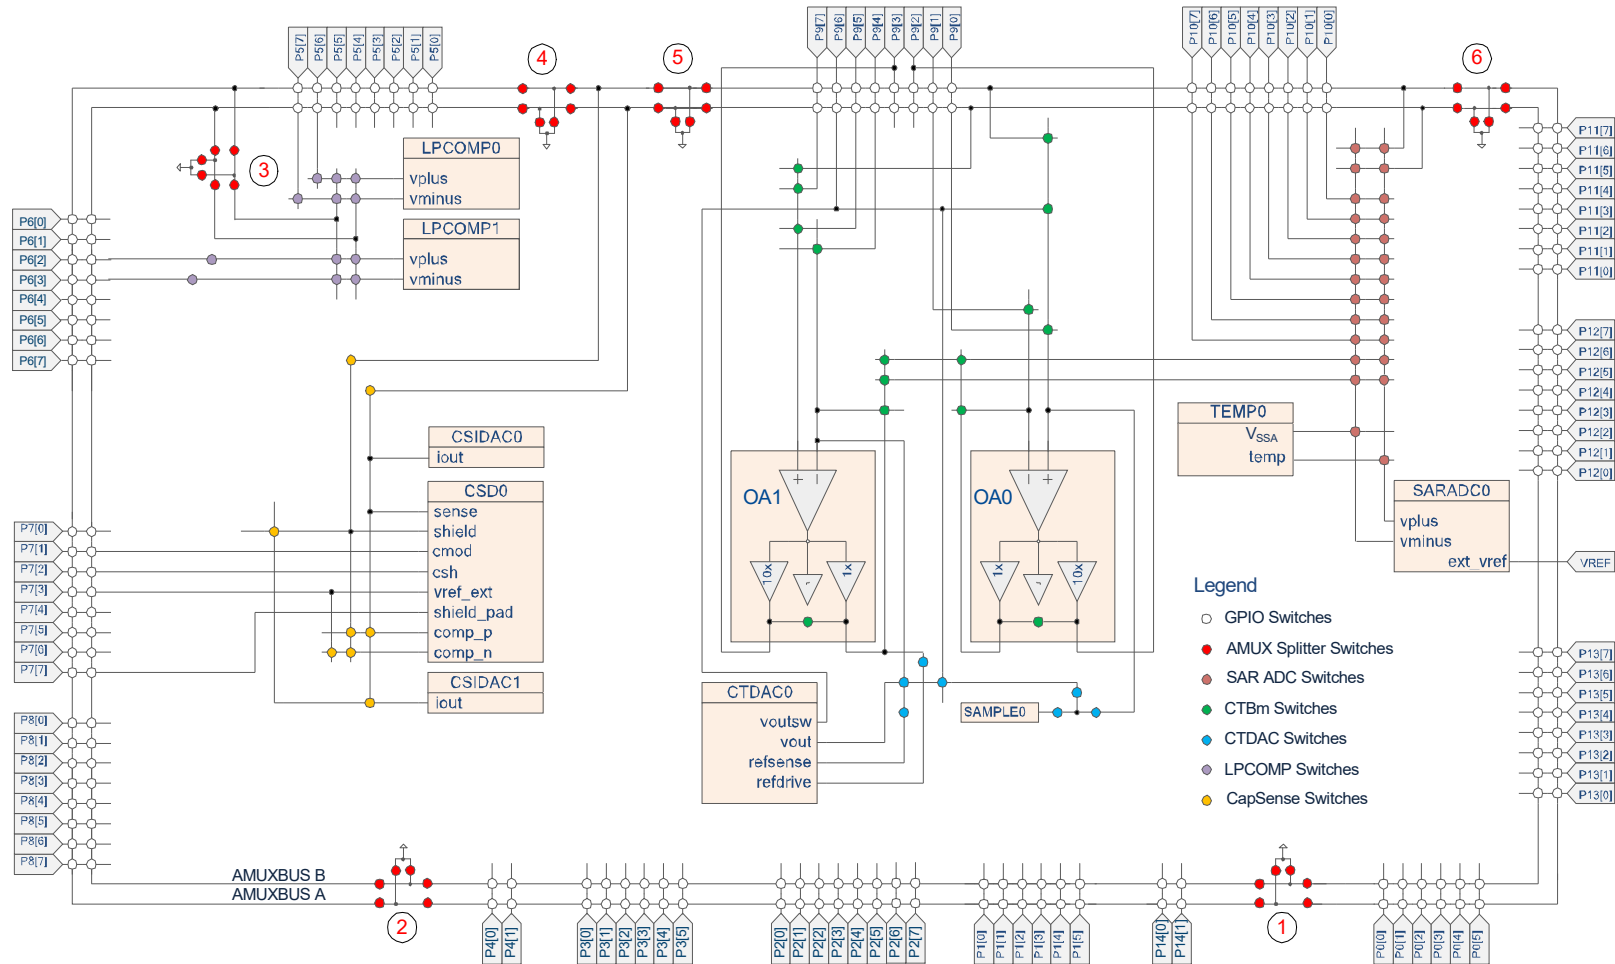 P5[7]
P5[6]
P5[5]
P5[4]
P5[3]
P5[2]
P5[1]
P5[0]
P9[7]
P9[6]
P9[5]
P9[4]
P9[3]
P9[2]
P9[1]
P9[0]
P10[7]
P10[6]
P10[5]
P10[4]
P10[3]
P10[2]
P10[1]
P10[0]
4
5
6
3
LPCOMP0
vplus
vminus
LPCOMP1
vplus
vminus
P6[0]
P6[1]
P6[2]
P6[3]
P6[4]
P6[5]
P6[6]
P6[7]
P11[7]
P11[6]
P11[5]
P11[4]
P11[3]
P11[2]
P11[1]
P11[0]
P12[7]
P12[6]
P12[5]
P12[4]
P12[3]
P12[2]
P12[1]
P12[0]
CSIDAC0
iout
CSD0
sense
shield
cmod
csh
vref_ext
shield_pad
comp_p
comp_n
CSIDAC1
iout
P7[0]
P7[1]
P7[2]
P7[3]
P7[4]
P7[5]
P7[7]
OA1
+
10x
1x
OA0
+
1x
10x
TEMP0
VSSA
temp
SARADC0
vplus
vminus
ext_vref
VREF
CTDAC0
voutsw
vout
refsense
refdrive
SAMPLE0
Legend
GPIO Switches
AMUX Splitter Switches
SAR ADC Switches
CTBm Switches
CTDAC Switches
LPCOMP Switches
CapSense Switches
P13[7]
P13[6]
P13[5]
P13[4]
P13[3]
P13[2]
P13[1]
P13[0]
P8[0]
P8[1]
P8[2]
P8[3]
P8[4]
P8[5]
P8[6]
P8[7]
AMUXBUS B
AMUXBUS A
2
1
P4[0]
P4[1]
P3[0]
P3[1]
P3[2]
P3[3]
P3[4]
P3[5]
P2[0]
P2[1]
P2[2]
P2[3]
P2[4]
P2[5]
P2[6]
P2[7]
P1[0]
P1[1]
P1[2]
P1[3]
P1[4]
P1[5]
P14[0]
P14[1]
P0[0]
P0[1]
P0[2]
P0[3]
P0[4]
P0[5]